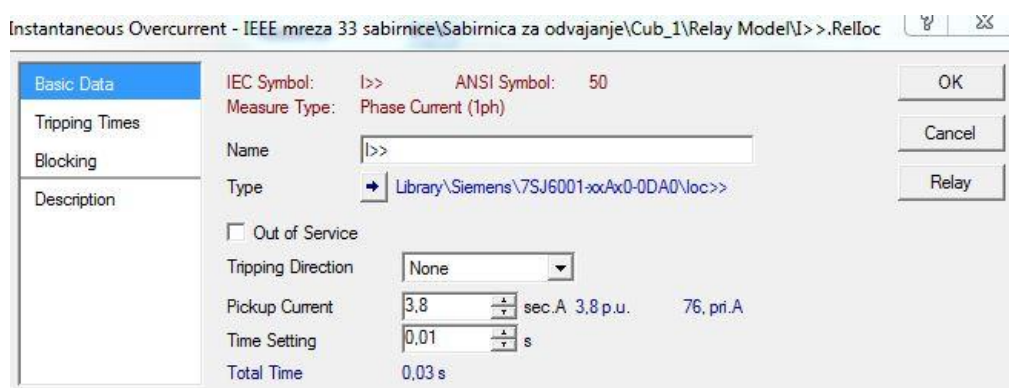 Instantaneous Overcurrent - IEEE mreza 33 sabirnice\Sabirnica za odvajanje\Cub_1\Relay Model\I>>.RelIoc
Basic Data
Tripping Times
Blocking
Description
IEC Symbol: I>> ANSI Symbol: 50
Measure Type: Phase Current (1ph)
Name I>>
Type Library\Siemens\7SJ6001-xxAx0-0DA0\Ioc>>
Out of Service
Tripping Direction None
Pickup Current 3,8 sec.A 3,8 p.u. 76, pri.A
Time Setting 0,01 s
Total Time 0,03 s
OK
Cancel
Relay